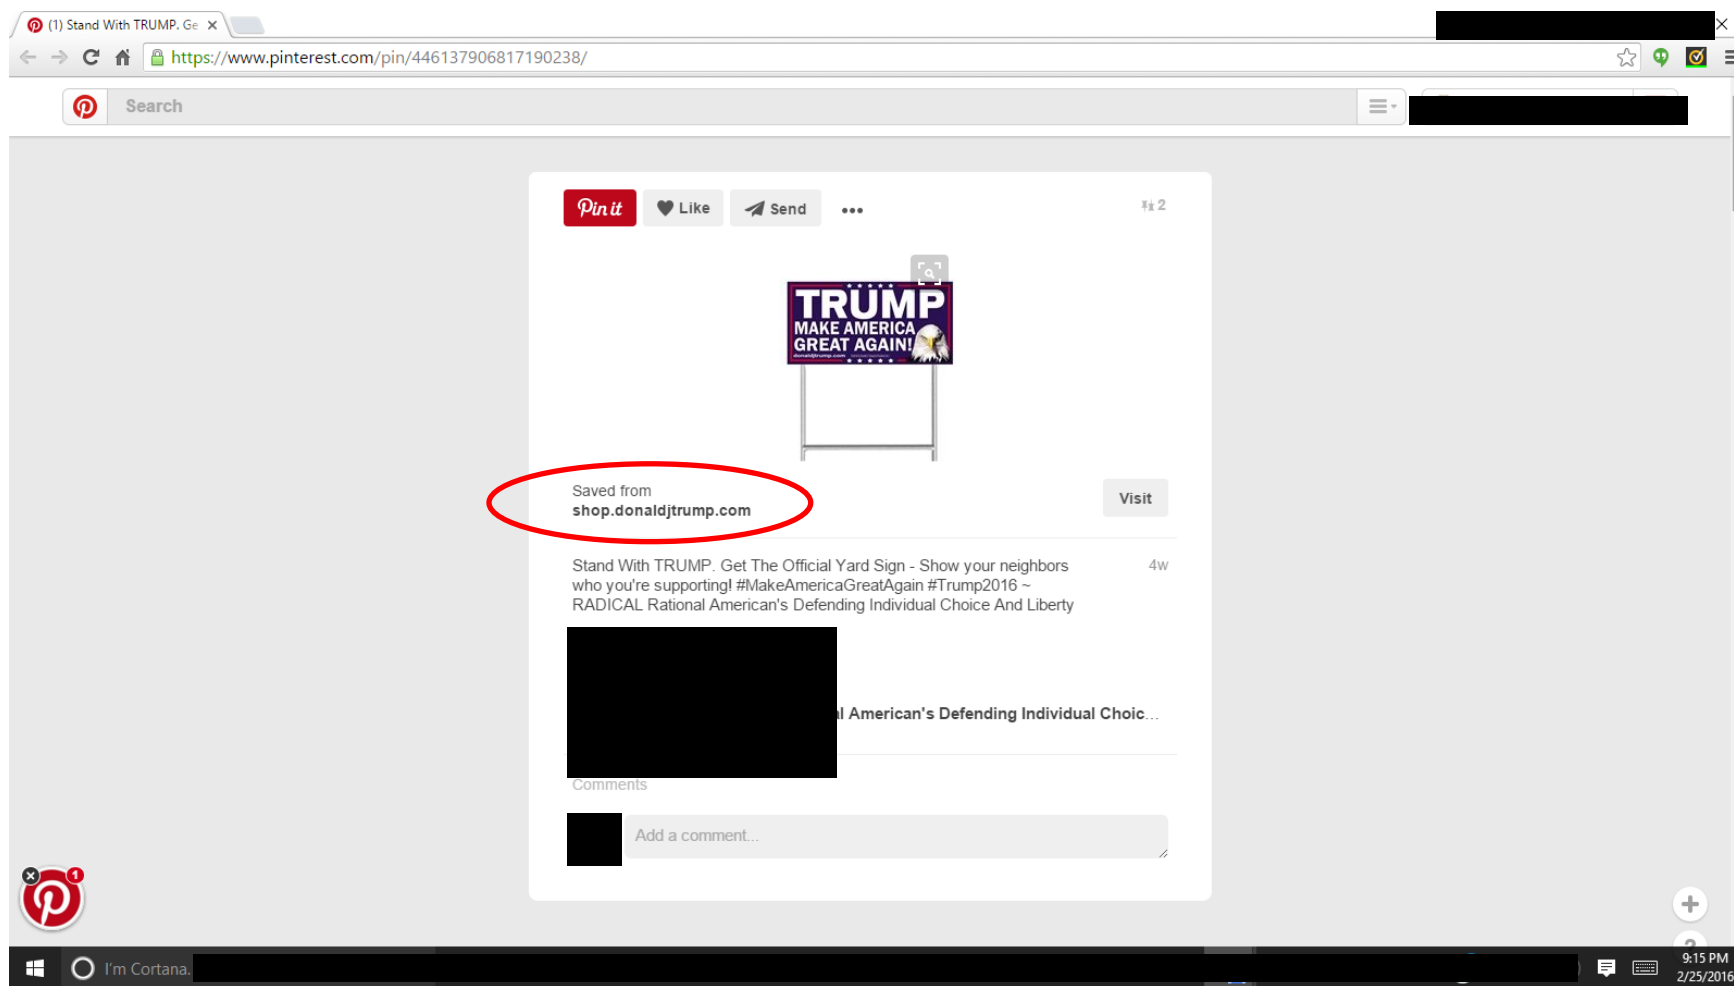 (1) Stand With TRUMP. Ge
https://www.pinterest.com/pin/446137906817190238/
Search
Pin it
Like
Send
2
TRUMP
MAKE AMERICA
GREAT AGAIN!
donaldjtrump.com
Saved from
shop.donaldjtrump.com
Visit
Stand With TRUMP. Get The Official Yard Sign - Show your neighbors
4w
who you're supporting! #MakeAmericaGreatAgain #Trump2016 ~
RADICAL Rational American's Defending Individual Choice And Liberty
l American's Defending Individual Choic...
Comments
Add a comment...
1
I'm Cortana.
9:15 PM
2/25/2016